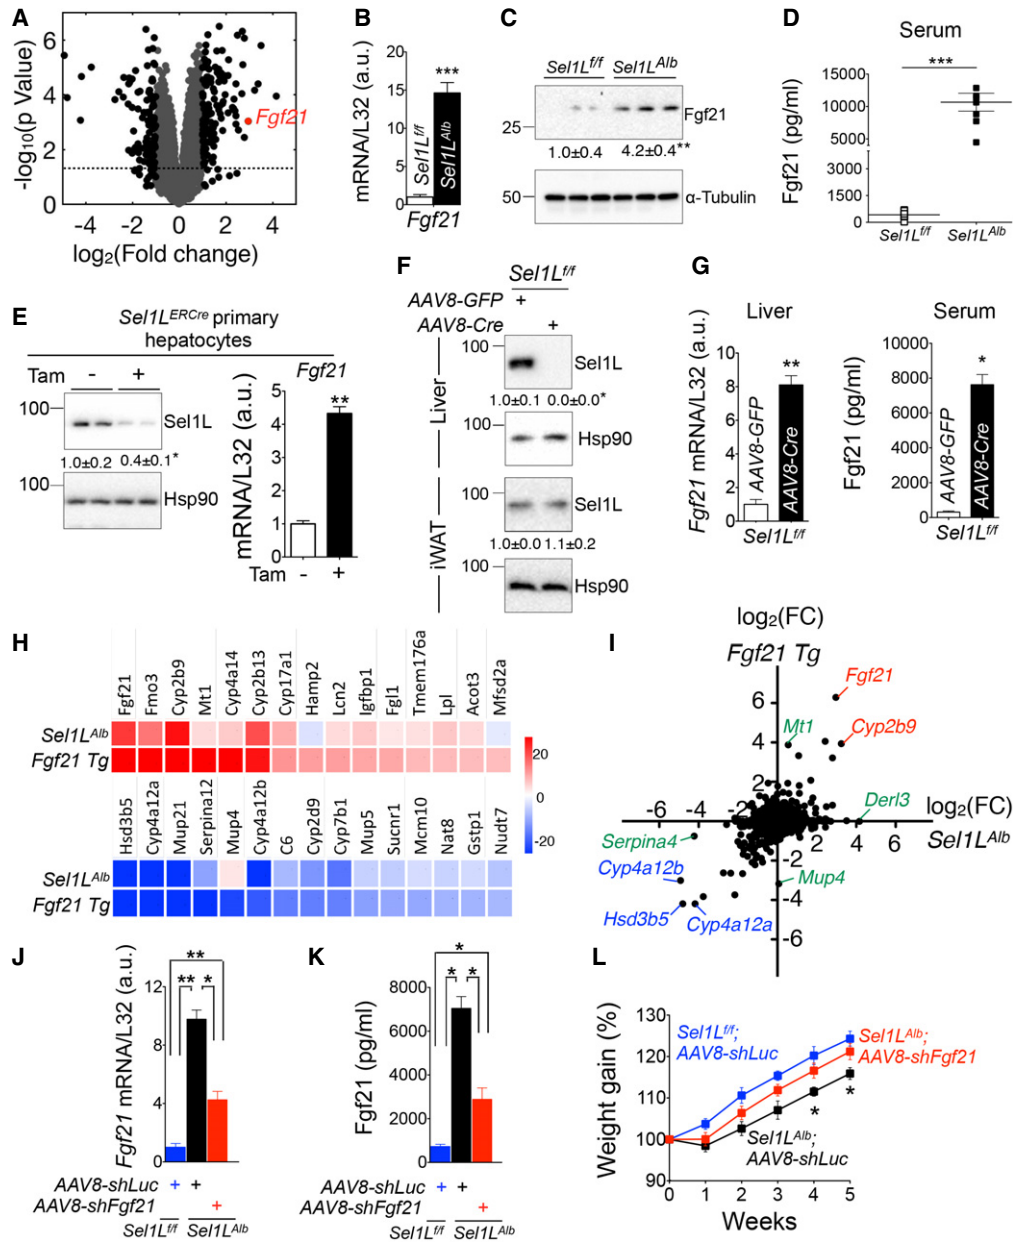 A
-log10(p Value)
6
4
2
0
Fgf21
-4 -2 0 2 4
log2(Fold change)
B
mRNA/L32 (a.u.)
20
15
10
5
0
***
Sel1Lf/f
Sel1LAlb
Fgf21
C
Sel1Lf/f Sel1LAlb
Fgf21
25
1.0±0.4 4.2±0.4**
50
α-Tubulin
D
Serum
Fgf21 (pg/ml)
15000
10000
5000
3000
1500
0
***
Sel1Lf/f Sel1LAlb
E
Sel1LERCre primary
hepatocytes
Tam - +
100
Sel1L
1.0±0.2 0.4±0.1*
100
Hsp90
Fgf21
mRNA/L32 (a.u.)
5
4
3
2
1
0
**
Tam - +
F
Sel1Lf/f
AAV8-GFP +
AAV8-Cre +
Liver
100
Sel1L
1.0±0.1 0.0±0.0*
100
Hsp90
iWAT
100
Sel1L
1.0±0.0 1.1±0.2
100
Hsp90
G
Liver
Fgf21 mRNA/L32 (a.u.)
10
8
6
4
2
0
**
AAV8-GFP
AAV8-Cre
Sel1Lf/f
Serum
Fgf21 (pg/ml)
10000
8000
6000
4000
2000
0
*
AAV8-GFP
AAV8-Cre
Sel1Lf/f
H
Fgf21 Fmo3 Cyp2b9 Mt1 Cyp4a14 Cyp2b13 Cyp17a1 Hamp2 Lcn2 Igfbp1 Fgl1 Tmem176a Lpl Acot3 Mfsd2a
Sel1LAlb
Fgf21 Tg
Hsd3b5 Cyp4a12a Mup21 Serpina12 Mup4 Cyp4a12b C6 Cyp2d9 Cyp7b1 Mup5 Sucnr1 Mcm10 Nat8 Gstp1 Nudt7
Sel1LAlb
Fgf21 Tg
20
0
-20
I
log2(FC)
Fgf21 Tg
6
4
2
-2
-4
-6
-6 -4 -2 2 4 6
log2(FC)
Sel1LAlb
Fgf21
Mt1
Cyp2b9
Derl3
Serpina4
Cyp4a12b
Mup4
Hsd3b5
Cyp4a12a
J
Fgf21 mRNA/L32 (a.u.)
12
8
4
0
**
** *
AAV8-shLuc + +
AAV8-shFgf21 +
Sel1Lf/f Sel1LAlb
K
Fgf21 (pg/ml)
8000
6000
4000
2000
0
*
* *
AAV8-shLuc + +
AAV8-shFgf21 +
Sel1Lf/f Sel1LAlb
L
Weight gain (%)
130
120
110
100
90
Sel1Lf/f;
AAV8-shLuc
Sel1LAlb;
AAV8-shFgf21
* *
Sel1LAlb;
AAV8-shLuc
0 1 2 3 4 5
Weeks